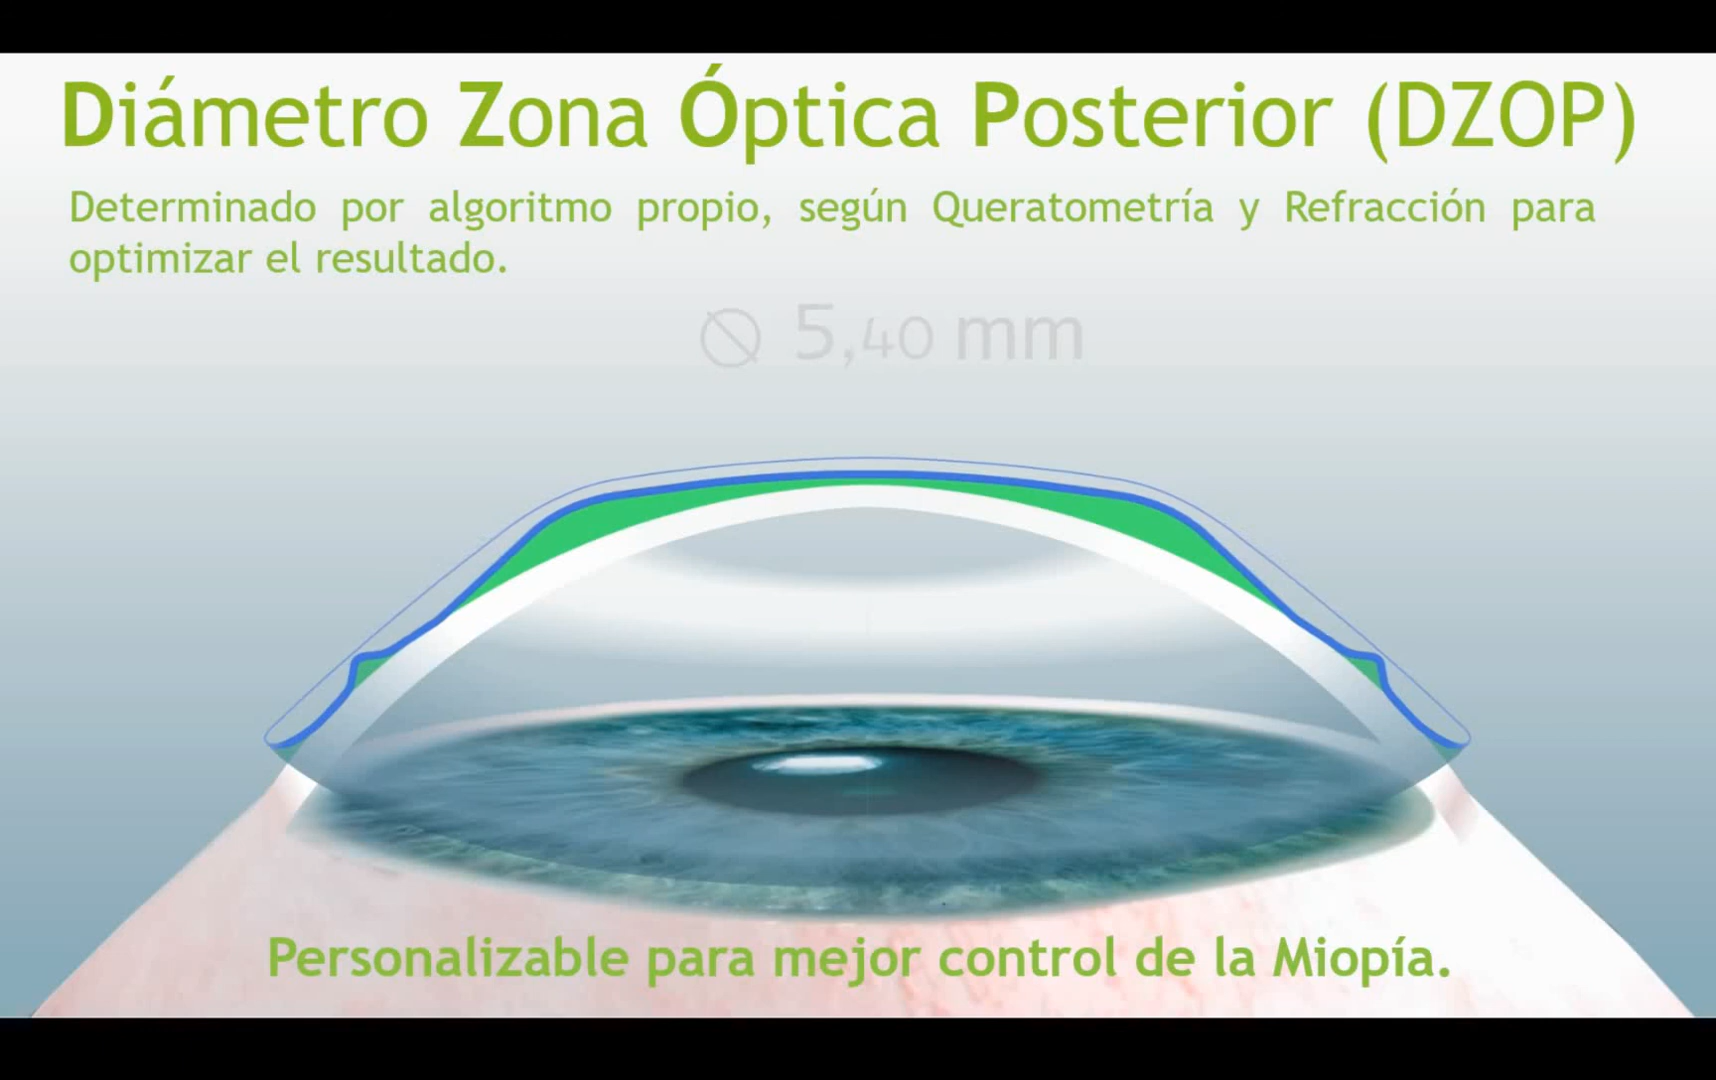 Diámetro Zona Óptica Posterior (DZOP)
Determinado por algoritmo propio, según Queratometría y Refracción para
optimizar el resultado.
∅ 5,40 mm
Personalizable para mejor control de la Miopía.